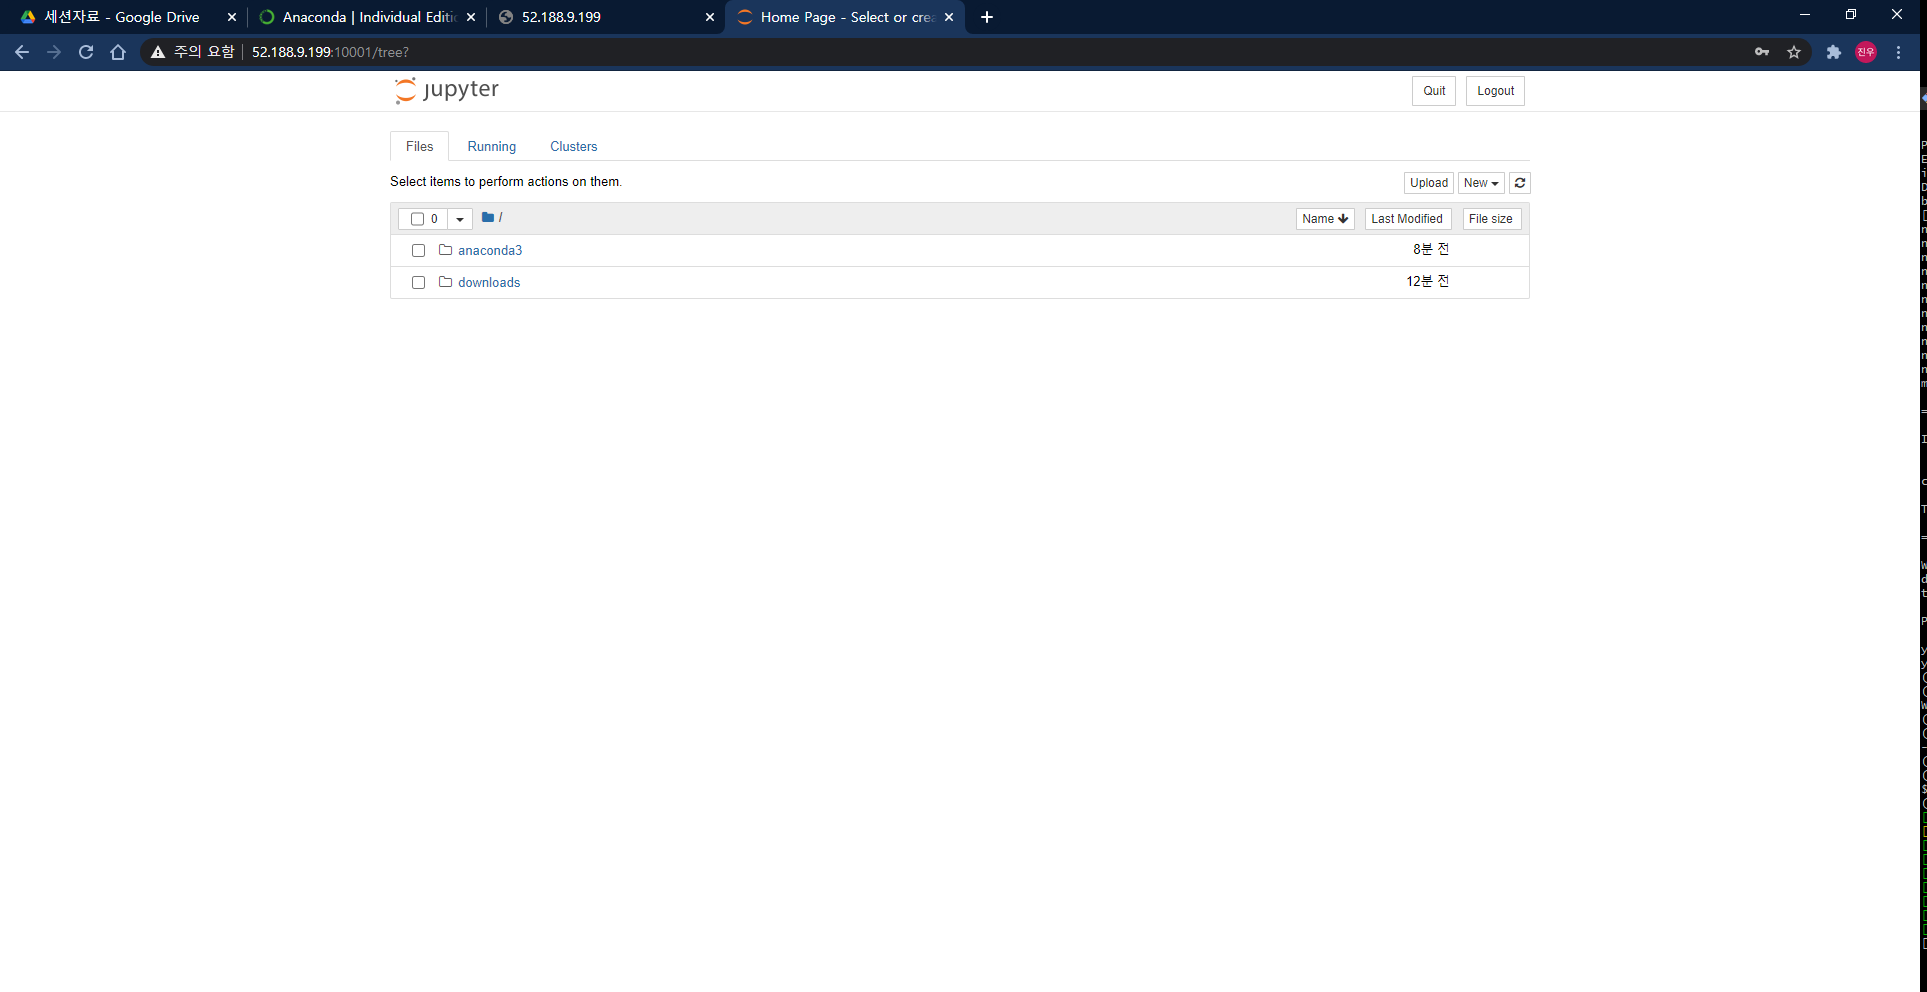 세션자료 - Google Drive
Anaconda | Individual Editi
52.188.9.199
Home Page - Select or crea
주의 요함
52.188.9.199:10001/tree?
진우
jupyter
Quit
Logout
Files
Running
Clusters
Select items to perform actions on them.
Upload
New
0
/
Name
Last Modified
File size
anaconda3
8분 전
downloads
12분 전